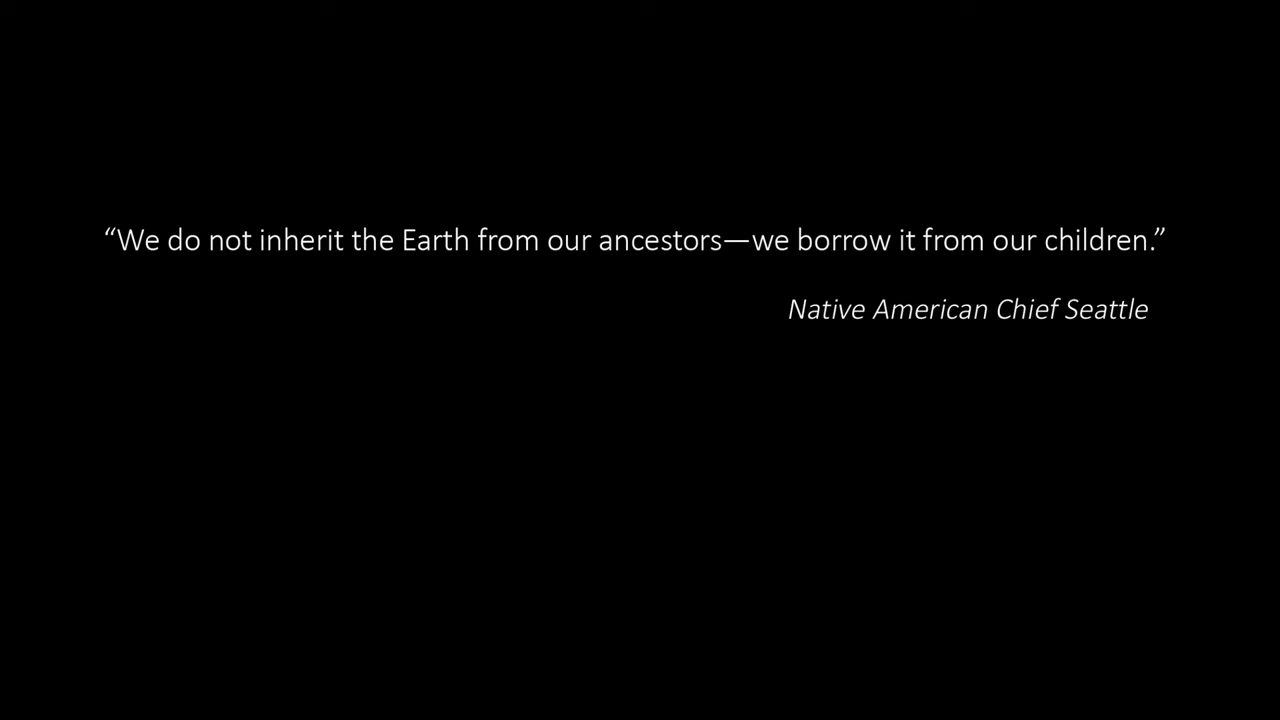 “We do not inherit the Earth from our ancestors—we borrow it from our children.”
Native American Chief Seattle